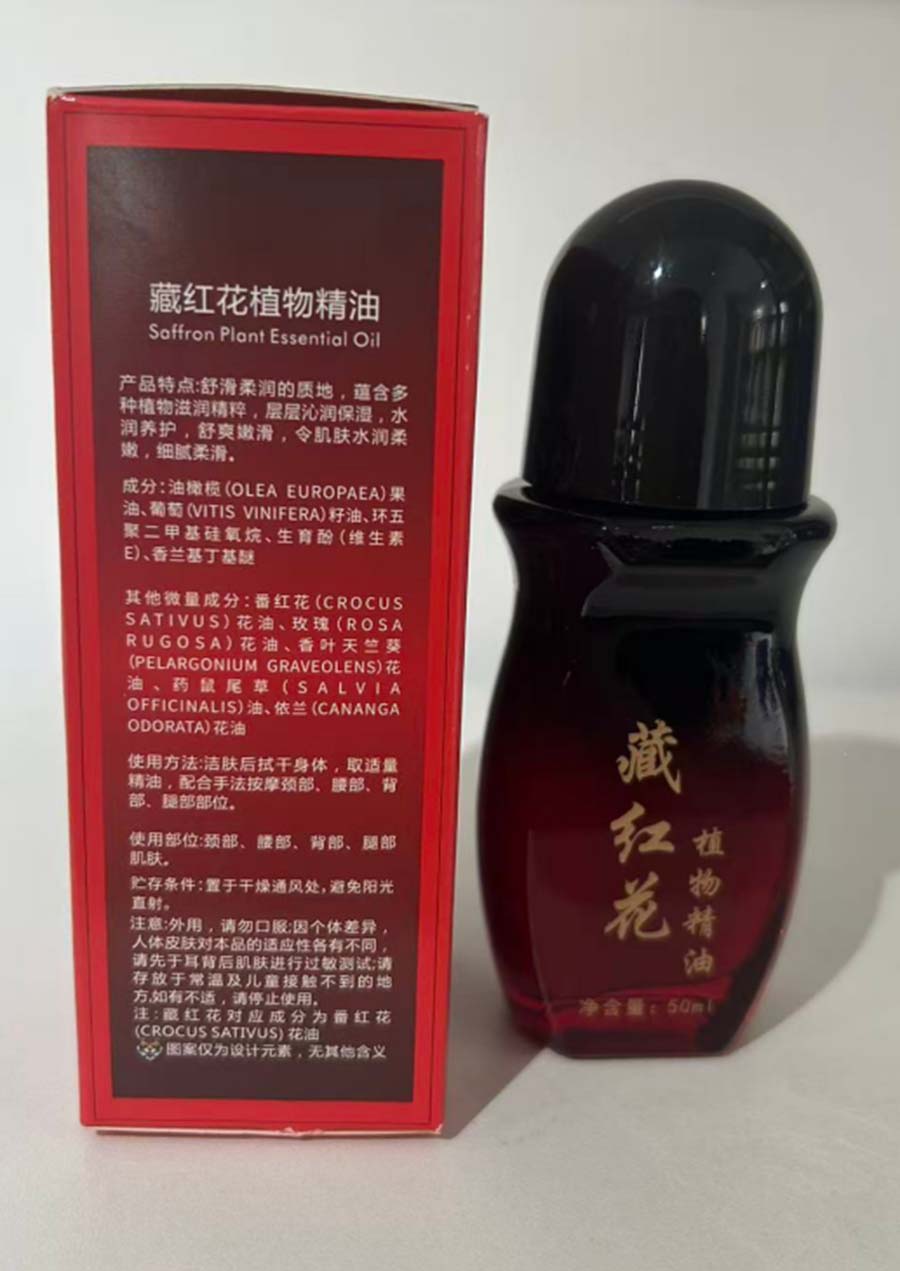 藏红花植物精油
Saffron Plant Essential Oil
产品特点:舒滑柔润的质地，蕴含多
种植物滋润精粹，层层沁润保湿，水
润养护，舒爽嫩滑，令肌肤水润柔
嫩，细腻柔滑。
成分：油橄榄(OLEA EUROPAEA)果
油、葡萄(VITIS VINIFERA)籽油、环五
聚二甲基硅氧烷、生育酚(维生素
E)、香兰基丁基醚
其他微量成分：番红花(CROCUS
SATIVUS)花油、玫瑰(ROSA
RUGOSA)花油、香叶天竺葵
(PELARGONIUM GRAVEOLENS)花
油、药鼠尾草(SALVIA
OFFICINALIS)油、依兰(CANANGA
ODORATA)花油
使用方法:洁肤后拭干身体，取适量
精油，配合手法按摩颈部、腰部、背
部、腿部部位。
使用部位:颈部、腰部、背部、腿部
肌肤。
贮存条件：置于干燥通风处,避免阳光
直射。
注意:外用，请勿口服;因个体差异，
人体皮肤对本品的适应性各有不同，
请先于耳背后肌肤进行过敏测试;请
存放于常温及儿童接触不到的地
方,如有不适，请停止使用。
注：藏红花对应成分为番红花
(CROCUS SATIVUS) 花油
图案仅为设计元素，无其他含义
藏红花
植物精油
净含量：50ml